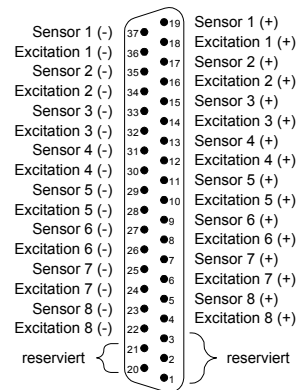 Sensor 1 (-) 37 19 Sensor 1 (+)
Excitation 1 (-) 36 18 Excitation 1 (+)
Sensor 2 (-) 35 17 Sensor 2 (+)
Excitation 2 (-) 34 16 Excitation 2 (+)
Sensor 3 (-) 33 15 Sensor 3 (+)
Excitation 3 (-) 32 14 Excitation 3 (+)
Sensor 4 (-) 31 13 Sensor 4 (+)
Excitation 4 (-) 30 12 Excitation 4 (+)
Sensor 5 (-) 29 11 Sensor 5 (+)
Excitation 5 (-) 28 10 Excitation 5 (+)
Sensor 6 (-) 27 9 Sensor 6 (+)
Excitation 6 (-) 26 8 Excitation 6 (+)
Sensor 7 (-) 25 7 Sensor 7 (+)
Excitation 7 (-) 24 6 Excitation 7 (+)
Sensor 8 (-) 23 5 Sensor 8 (+)
Excitation 8 (-) 22 4 Excitation 8 (+)
21 3
reserviert 2 reserviert
20 1